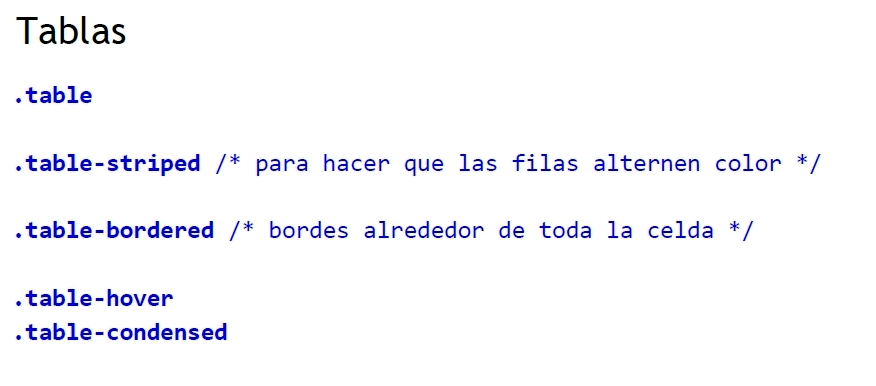 Tablas
.table
.table-striped /* para hacer que las filas alternen color */
.table-bordered /* bordes alrededor de toda la celda */
.table-hover
.table-condensed